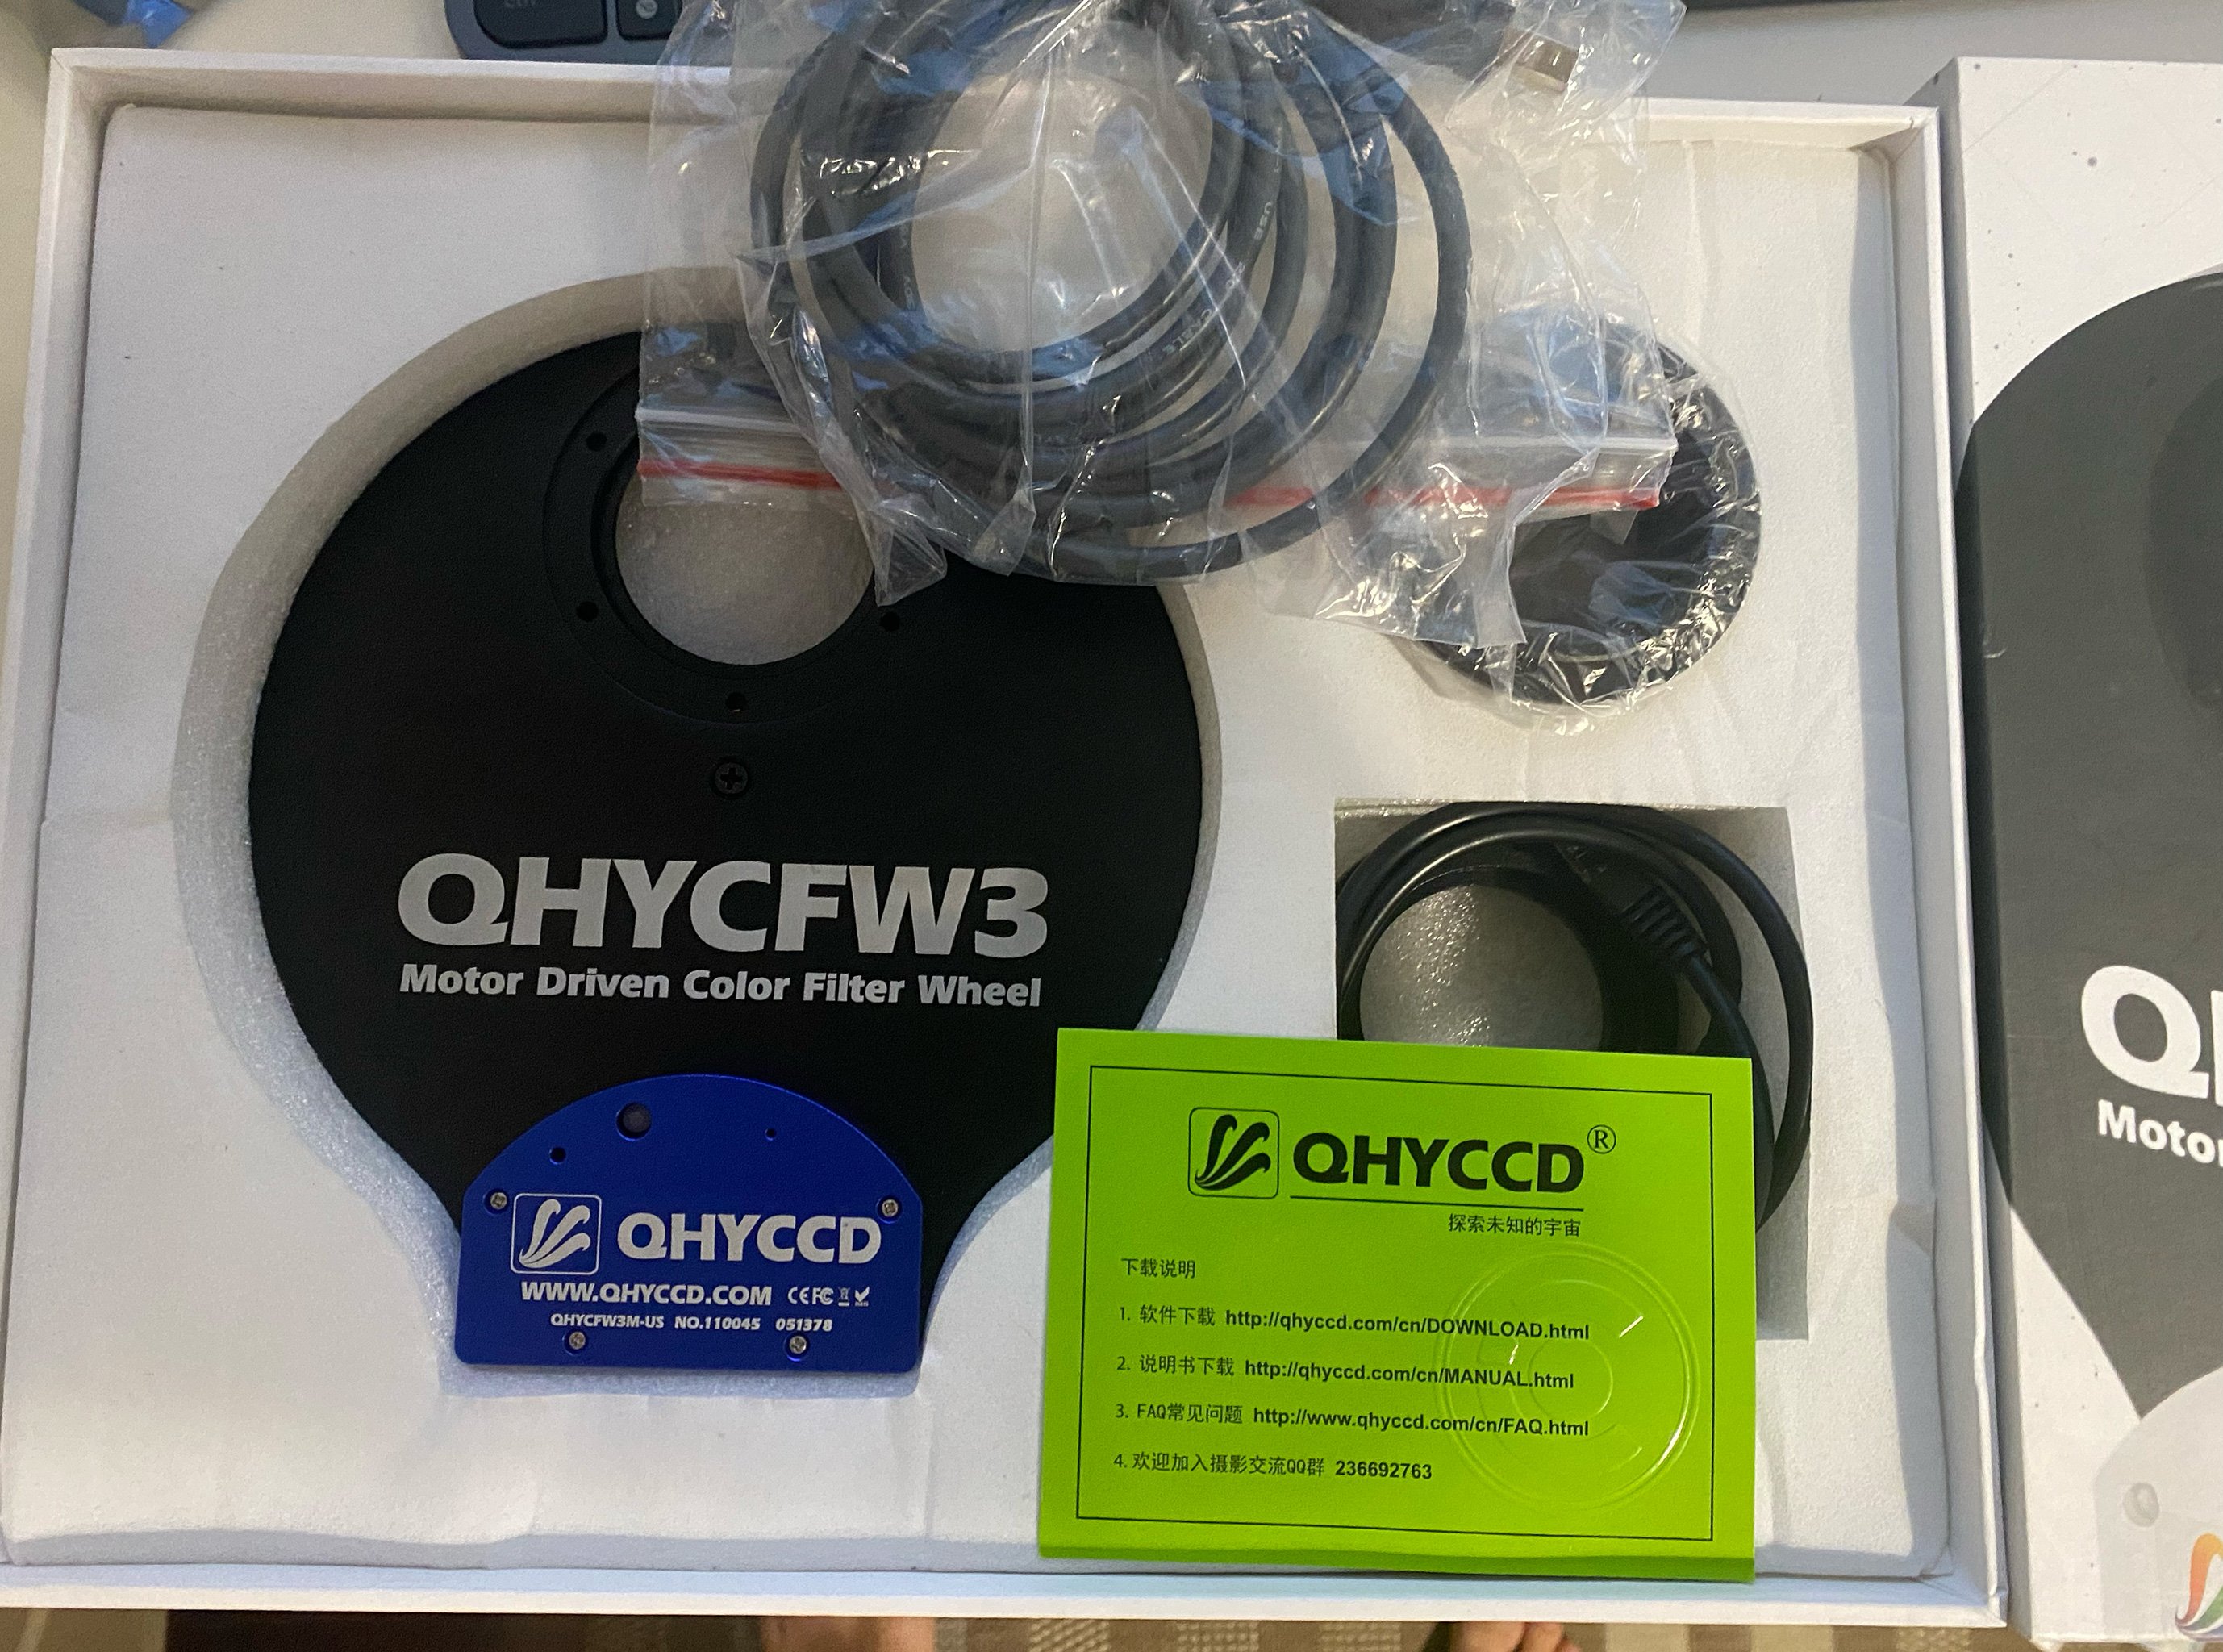 QHYCFW3
Motor Driven Color Filter Wheel
QHYCCD
WWW.QHYCCD.COM CE FC
QHYCFW3M-US NO.110045 051378
QHYCCD®
探索未知的宇宙
下载说明
1. 软件下载 http://qhyccd.com/cn/DOWNLOAD.html
2. 说明书下载 http://qhyccd.com/cn/MANUAL.html
3. FAQ常见问题 http://www.qhyccd.com/cn/FAQ.html
4. 欢迎加入摄影交流QQ群 236692763
USB
CABLE